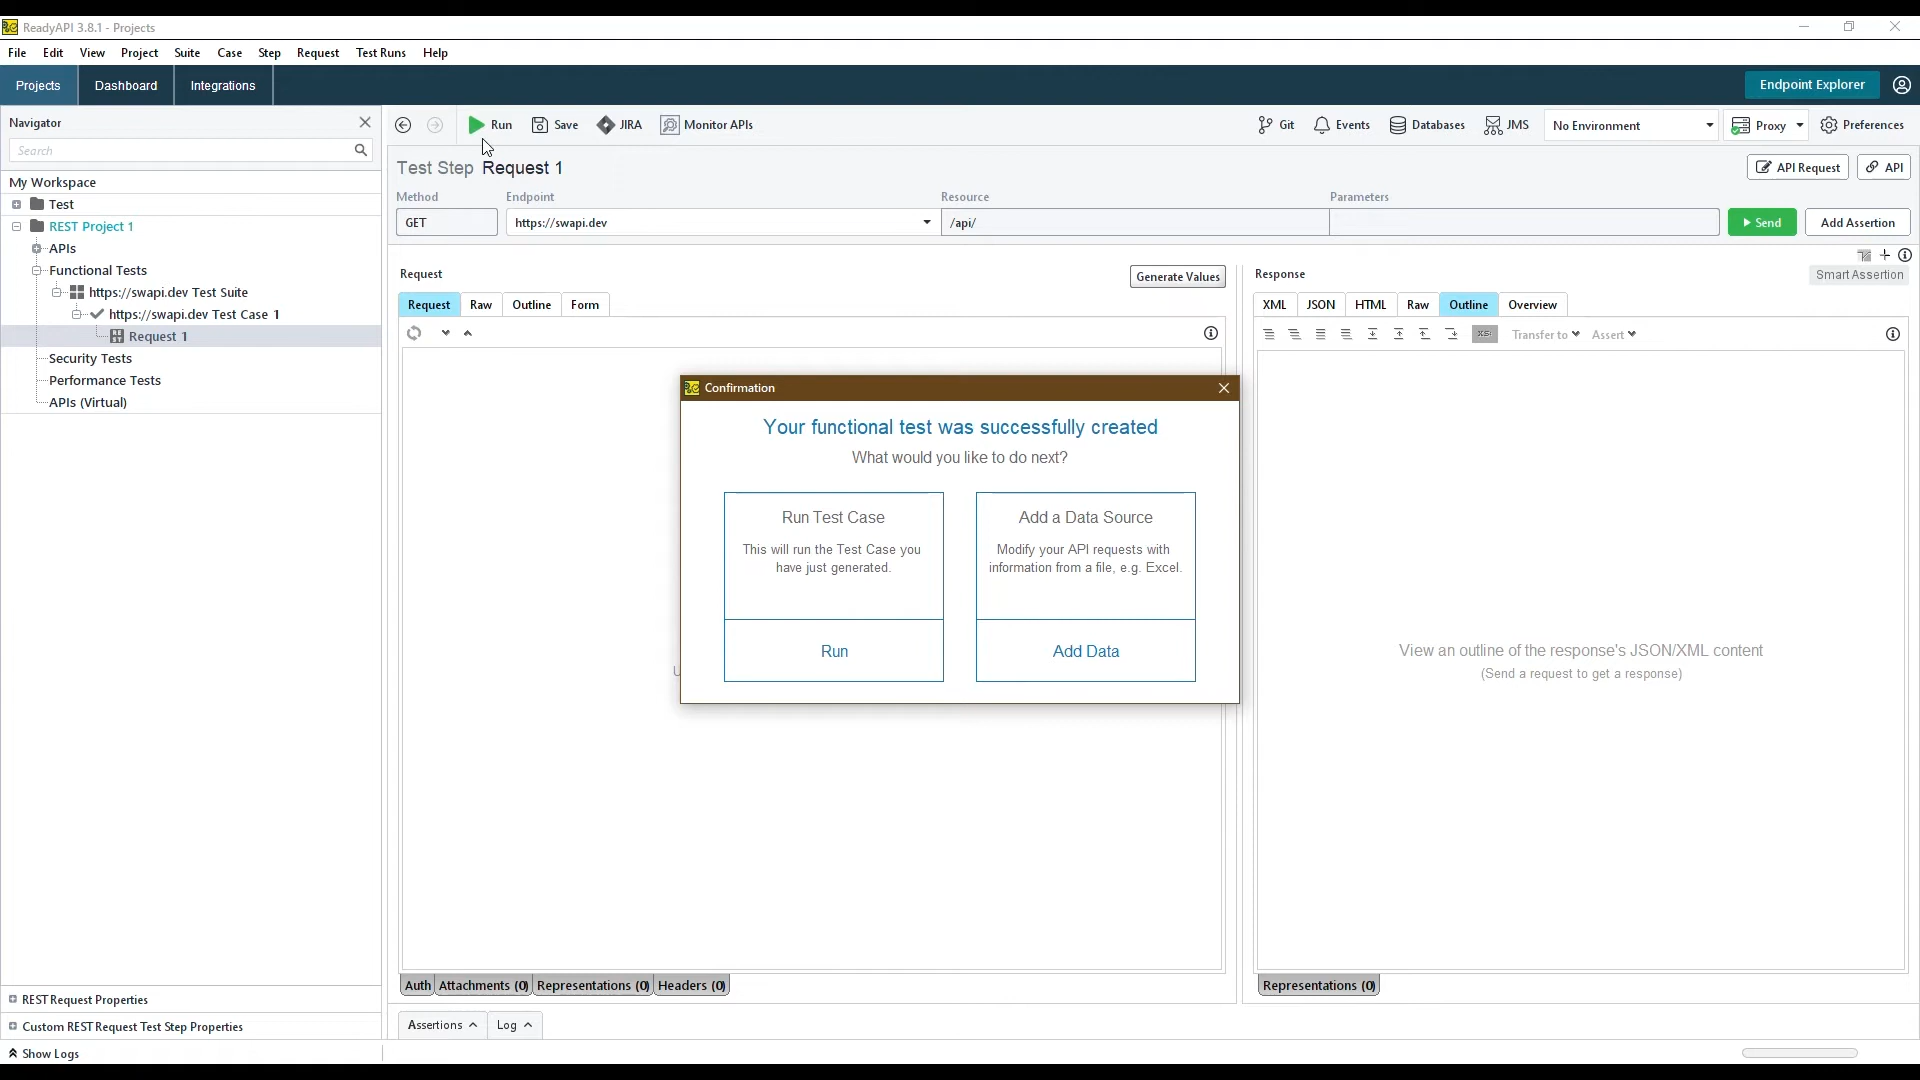 ReadyAPI 3.8.1 - Projects
File Edit View Project Suite Case Step Request Test Runs Help
Projects Dashboard Integrations Endpoint Explorer
Navigator
Search
My Workspace
Test
REST Project 1
APIs
Functional Tests
https://swapi.dev Test Suite
https://swapi.dev Test Case 1
Request 1
Security Tests
Performance Tests
APIs (Virtual)
REST Request Properties
Custom REST Request Test Step Properties
Show Logs
Run Save JIRA Monitor APIs Git Events Databases JMS No Environment Proxy Preferences
Test Step Request 1 API Request API
Method Endpoint Resource Parameters
GET https://swapi.dev /api/ Send Add Assertion
Smart Assertion
Request Generate Values
Request Raw Outline Form
Response
XML JSON HTML Raw Outline Overview
Transfer to Assert
Confirmation
Your functional test was successfully created
What would you like to do next?
Run Test Case
This will run the Test Case you
have just generated.
Run
Add a Data Source
Modify your API requests with
information from a file, e.g. Excel.
Add Data
View an outline of the response's JSON/XML content
(Send a request to get a response)
Auth Attachments (0) Representations (0) Headers (0)
Representations (0)
Assertions Log